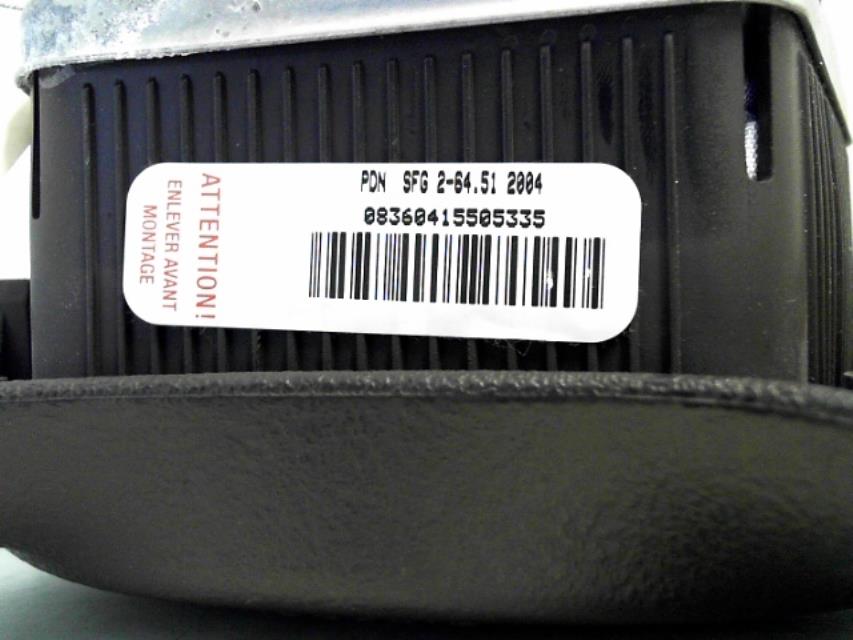 ATTENTION!
ENLEVER AVANT
MONTAGE
PDN SFG 2-64.51 2004
08360415505335